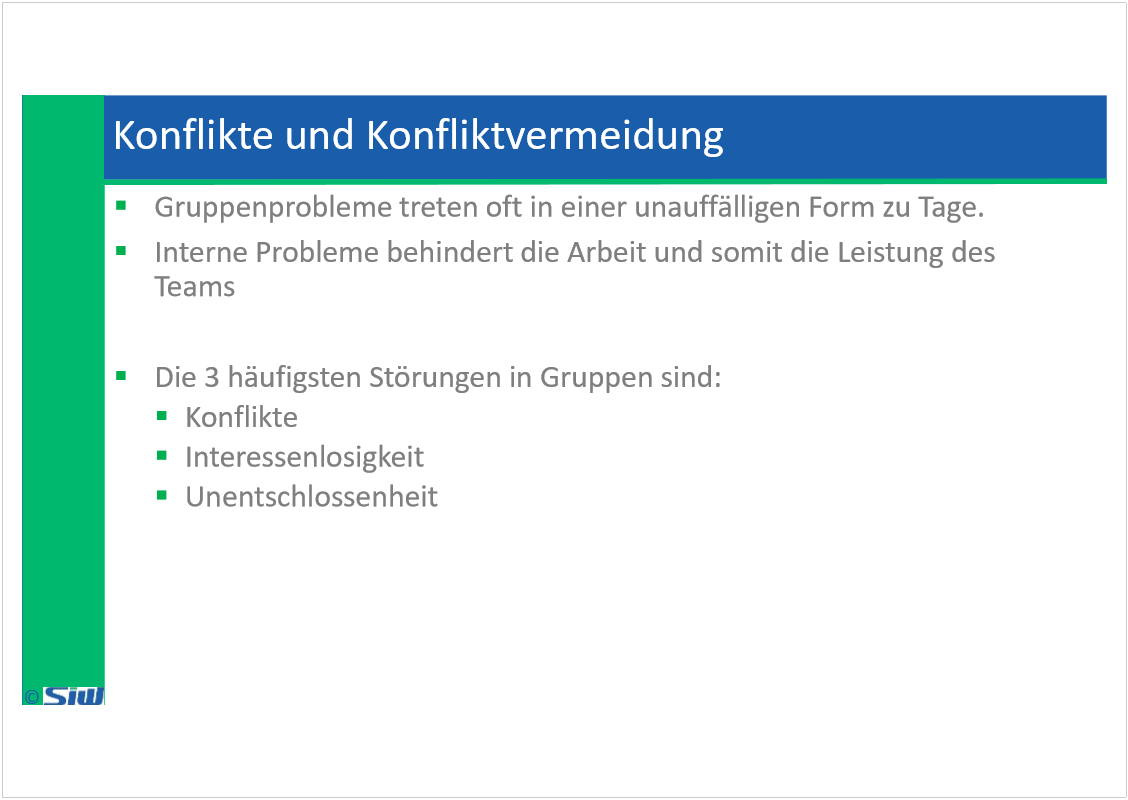 Konflikte und Konfliktvermeidung
Gruppenprobleme treten oft in einer unauffälligen Form zu Tage.
Interne Probleme behindert die Arbeit und somit die Leistung des
Teams
Die 3 häufigsten Störungen in Gruppen sind:
Konflikte
Interessenlosigkeit
Unentschlossenheit
© SiW